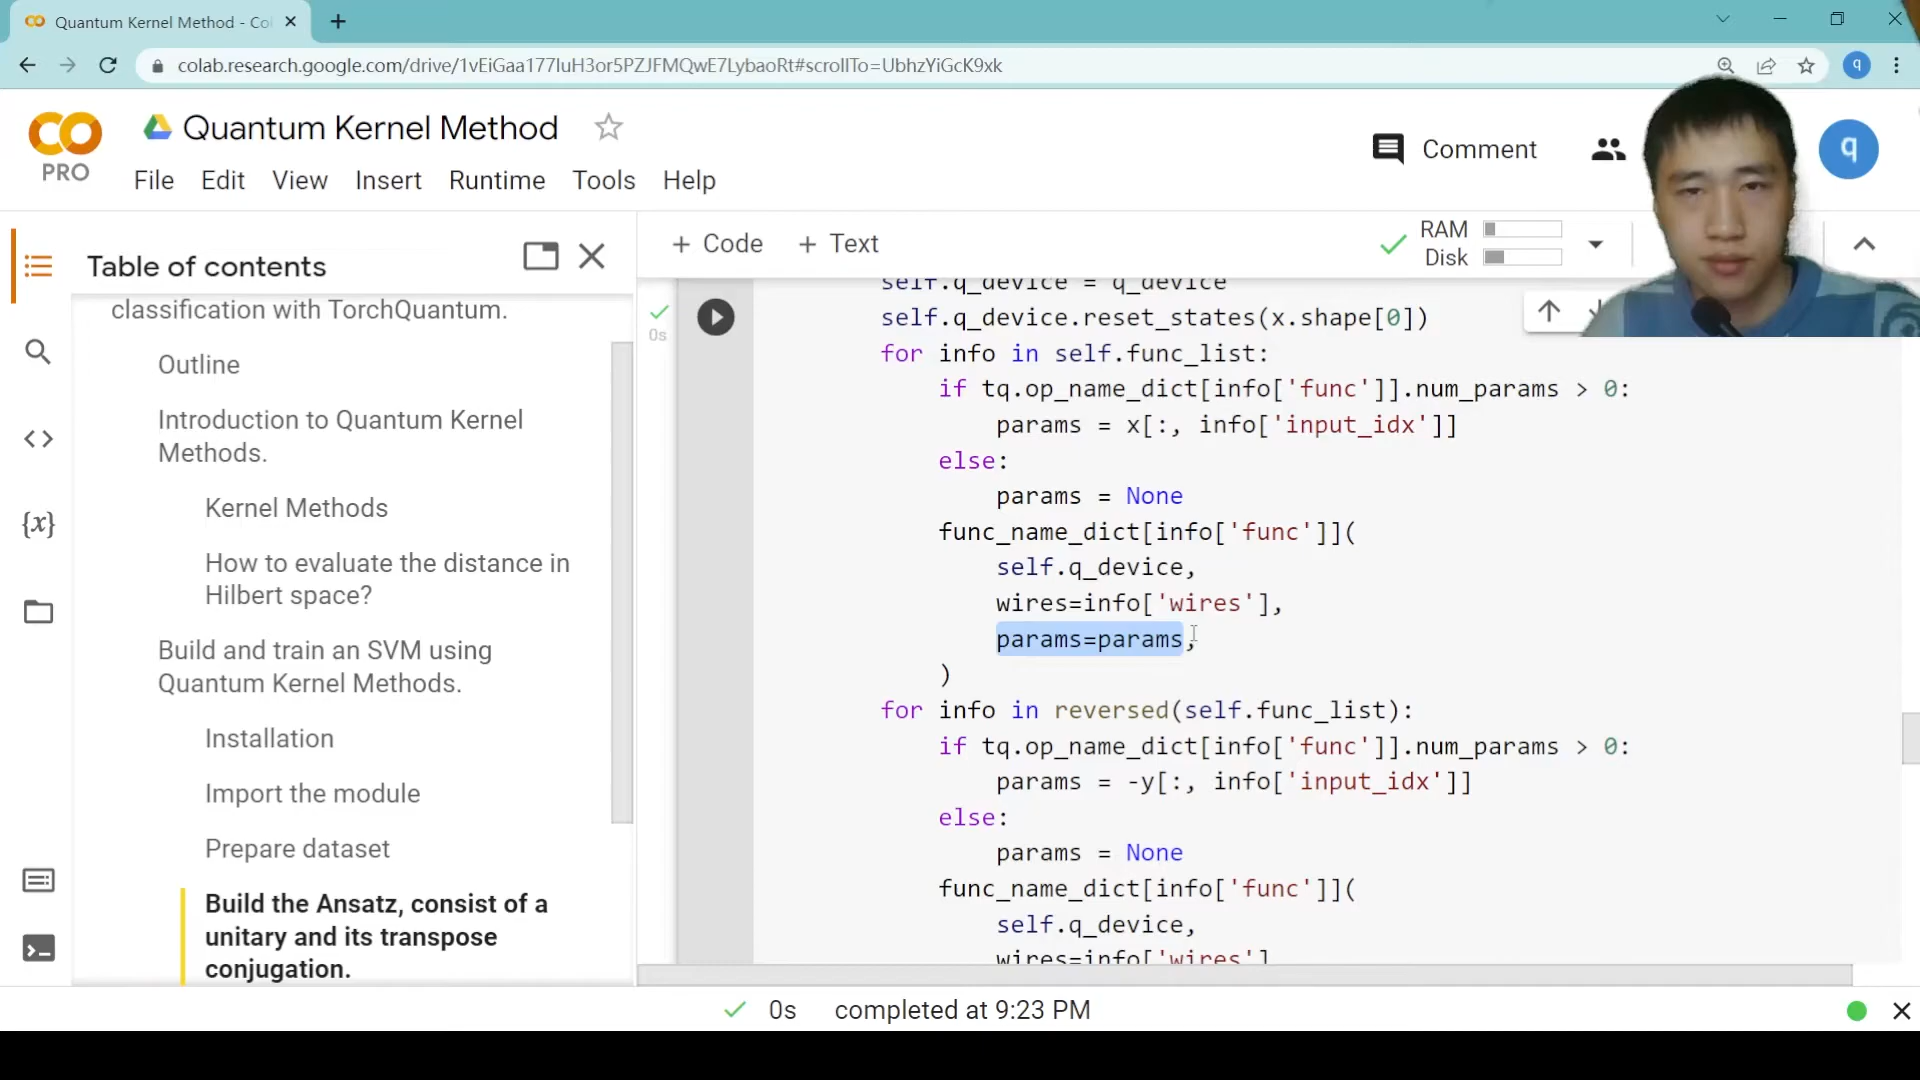 Quantum Kernel Method - Co
colab.research.google.com/drive/1vEiGaa177IuH3or5PZJFMQwE7LybaoRt#scrollTo=UbhzYiGcK9xk
q
PRO
Quantum Kernel Method
File Edit View Insert Runtime Tools Help
Comment
q
Table of contents
classification with TorchQuantum.
Outline
Introduction to Quantum Kernel
Methods.
Kernel Methods
How to evaluate the distance in
Hilbert space?
Build and train an SVM using
Quantum Kernel Methods.
Installation
Import the module
Prepare dataset
Build the Ansatz, consist of a
unitary and its transpose
conjugation.
{x}
+ Code + Text
RAM
Disk
0s
self.q_device = q_device
self.q_device.reset_states(x.shape[0])
for info in self.func_list:
if tq.op_name_dict[info['func']].num_params > 0:
params = x[:, info['input_idx']]
else:
params = None
func_name_dict[info['func']](
self.q_device,
wires=info['wires'],
params=params,
)
for info in reversed(self.func_list):
if tq.op_name_dict[info['func']].num_params > 0:
params = -y[:, info['input_idx']]
else:
params = None
func_name_dict[info['func']](
self.q_device,
wires=info['wires']
0s completed at 9:23 PM